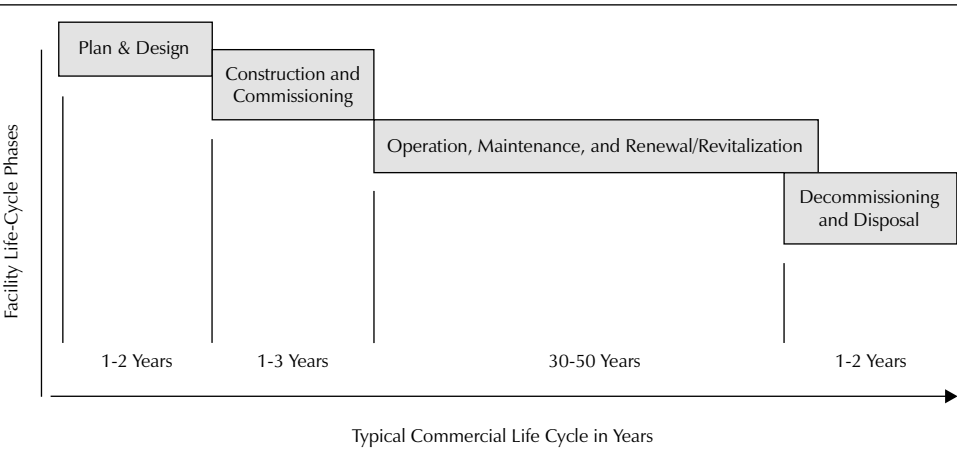 Plan & Design
Construction and
Commissioning
Operation, Maintenance, and Renewal/Revitalization
Decommissioning
and Disposal
Facility Life-Cycle Phases
1-2 Years
1-3 Years
30-50 Years
1-2 Years
Typical Commercial Life Cycle in Years